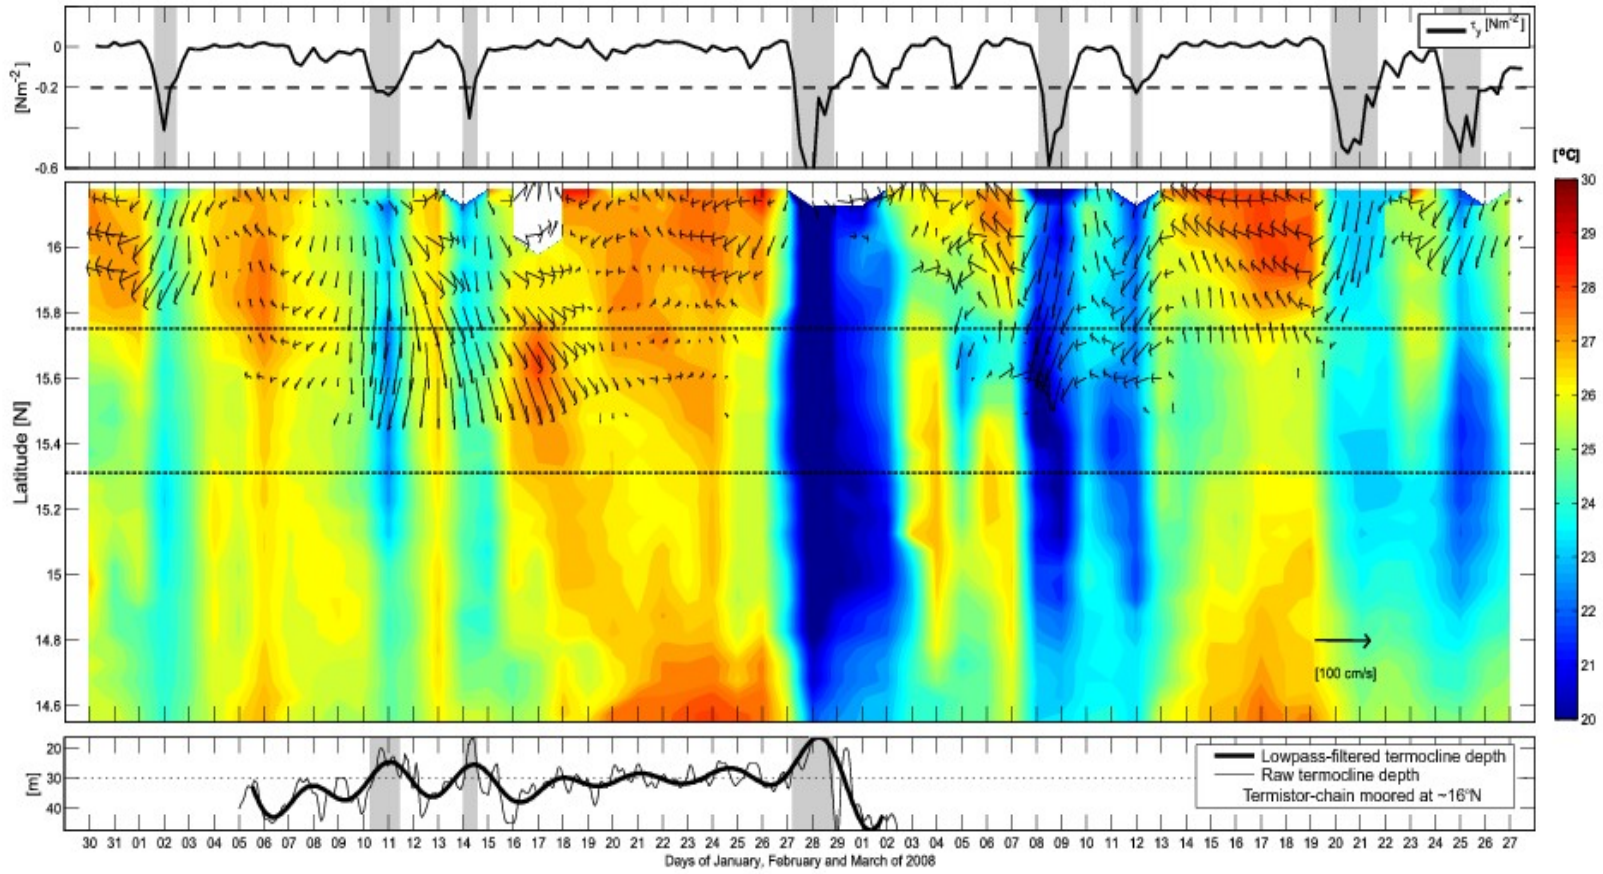 τy [Nm-2]
[Nm-2]
0
-0.2
-0.6
[ºC]
30
29
28
27
26
25
24
23
22
21
20
Latitude [N]
16
15.8
15.6
15.4
15.2
15
14.8
14.6
[100 cm/s]
[m]
20
30
40
Lowpass-filtered termocline depth
Raw termocline depth
Termistor-chain moored at ~16ºN
30 31 01 02 03 04 05 06 07 08 09 10 11 12 13 14 15 16 17 18 19 20 21 22 23 24 25 26 27 28 29 01 02 03 04 05 06 07 08 09 10 11 12 13 14 15 16 17 18 19 20 21 22 23 24 25 26 27
Days of January, February and March of 2008